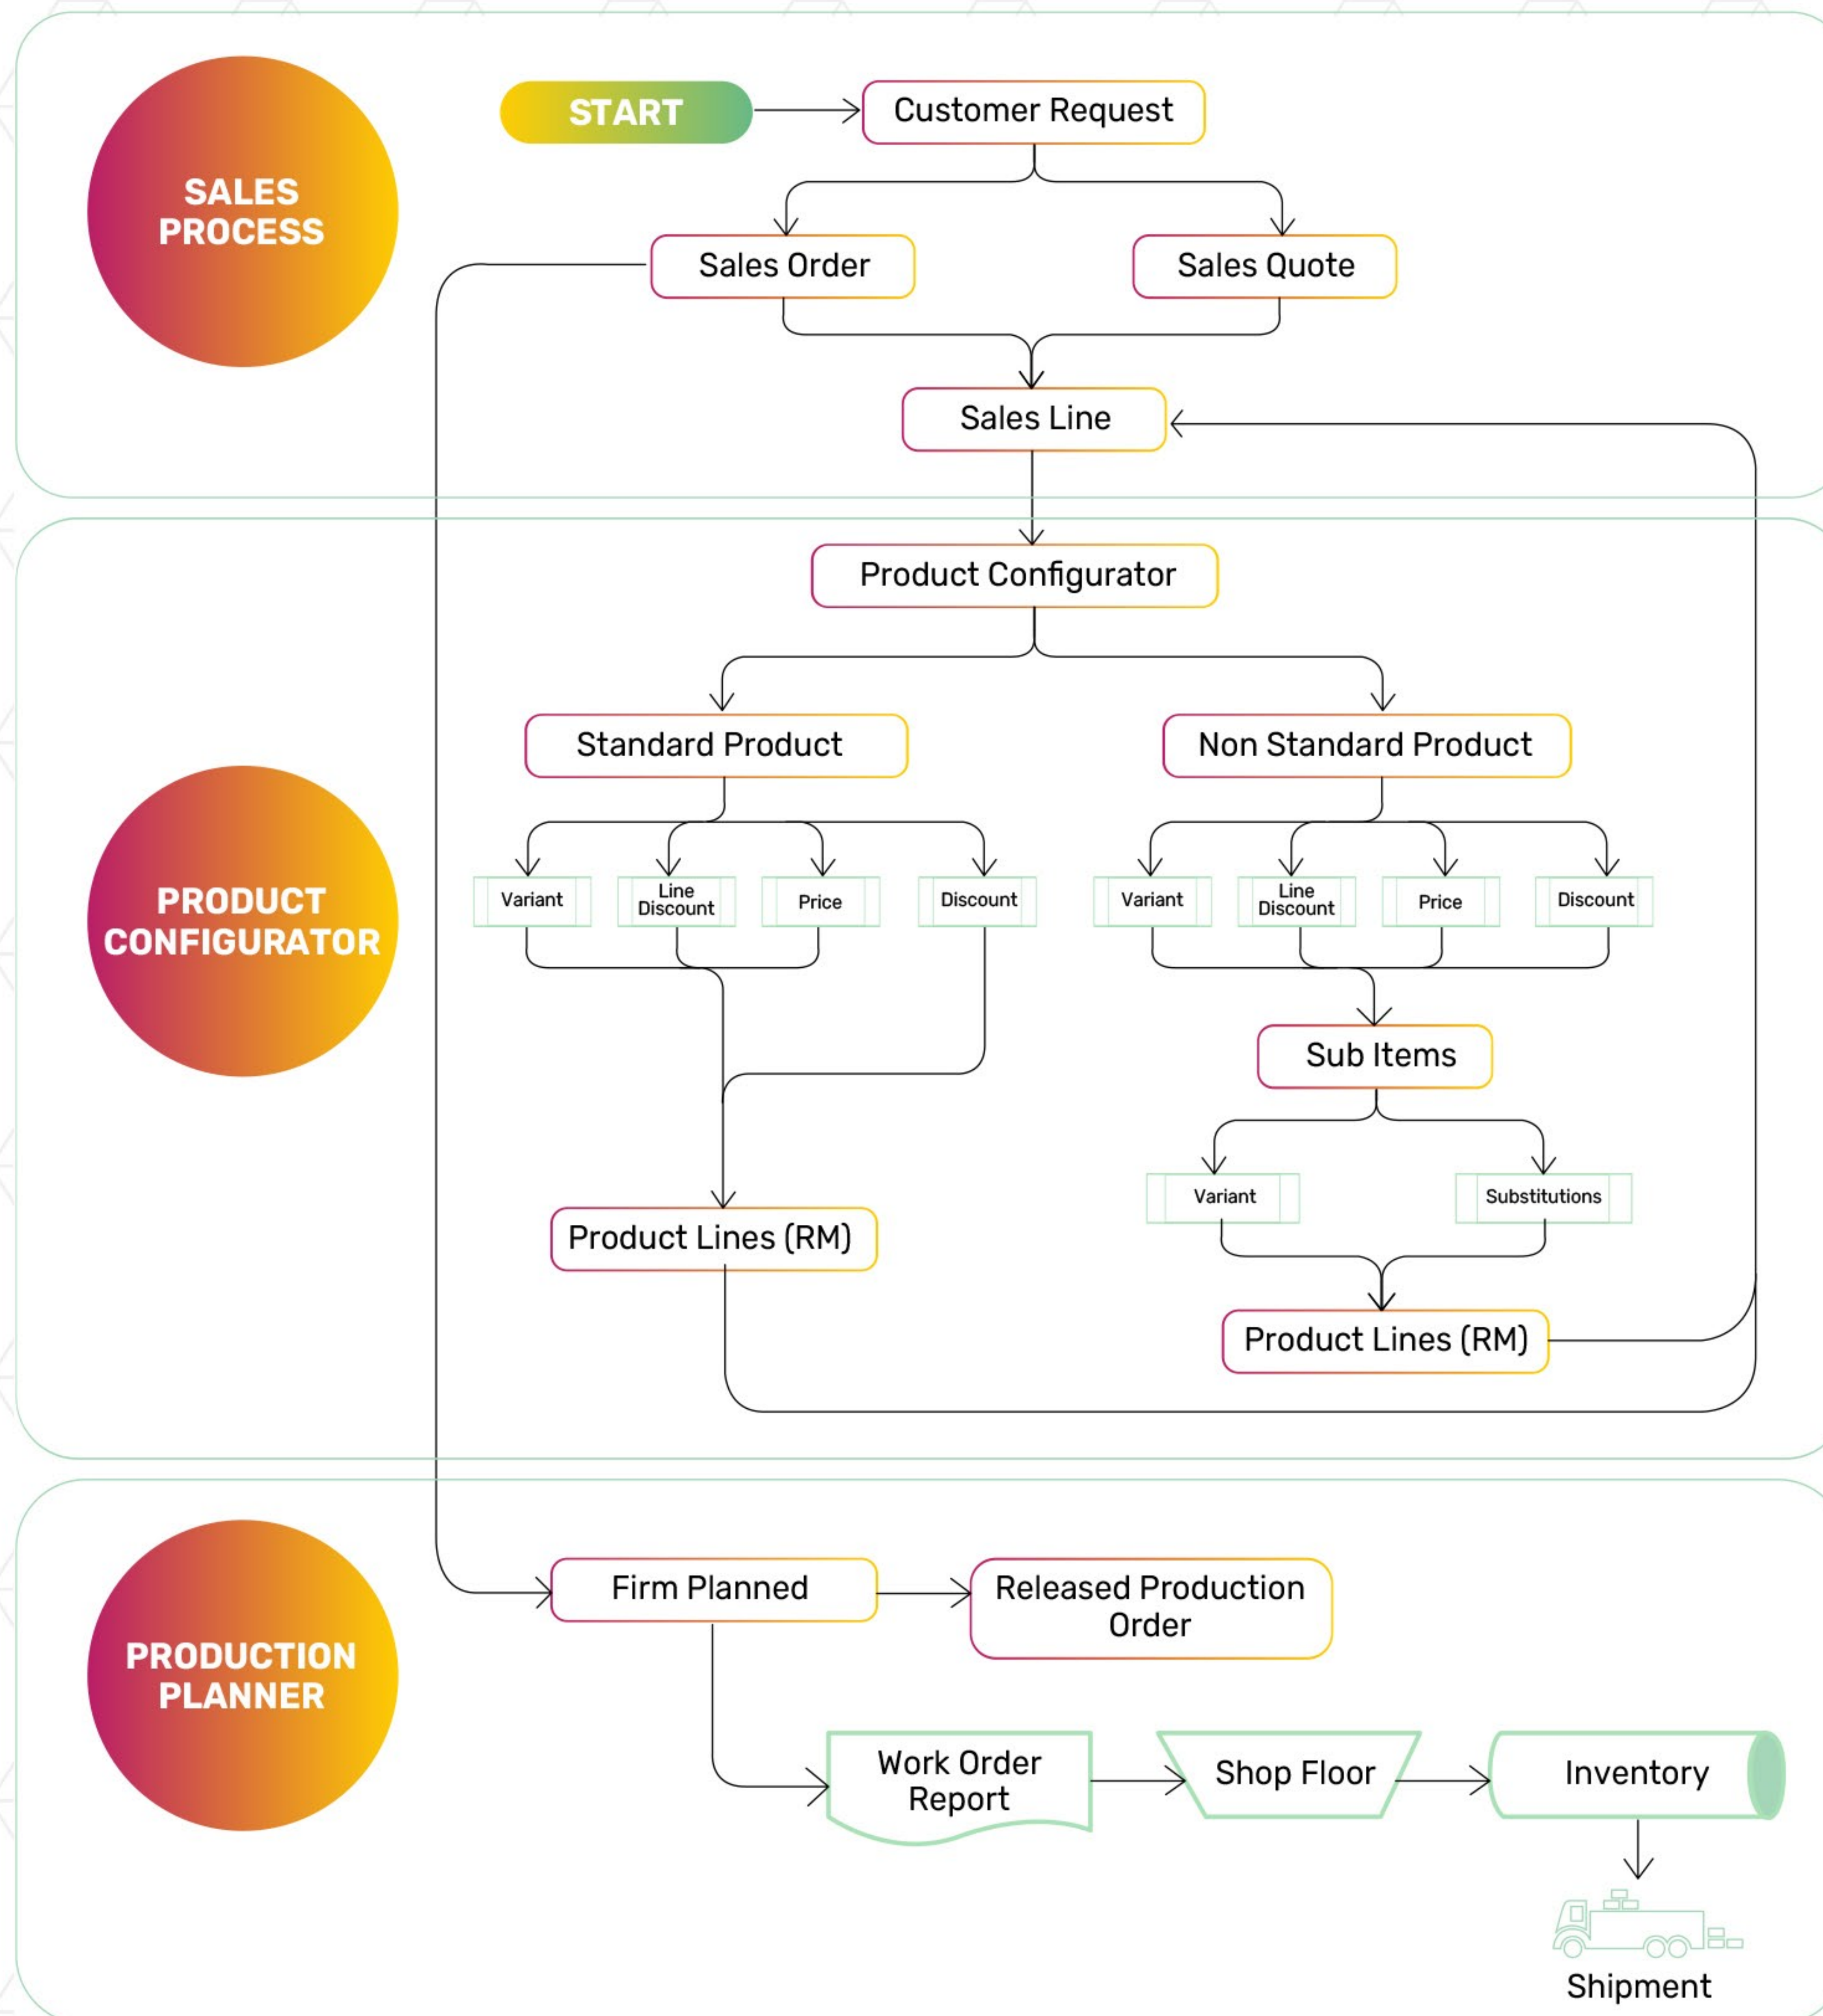 SALES
PROCESS
START
Customer Request
Sales Order
Sales Quote
Sales Line
PRODUCT
CONFIGURATOR
Product Configurator
Standard Product
Non Standard Product
Variant
Line
Discount
Price
Discount
Variant
Line
Discount
Price
Discount
Sub Items
Variant
Substitutions
Product Lines (RM)
Product Lines (RM)
PRODUCTION
PLANNER
Firm Planned
Released Production
Order
Work Order
Report
Shop Floor
Inventory
Shipment